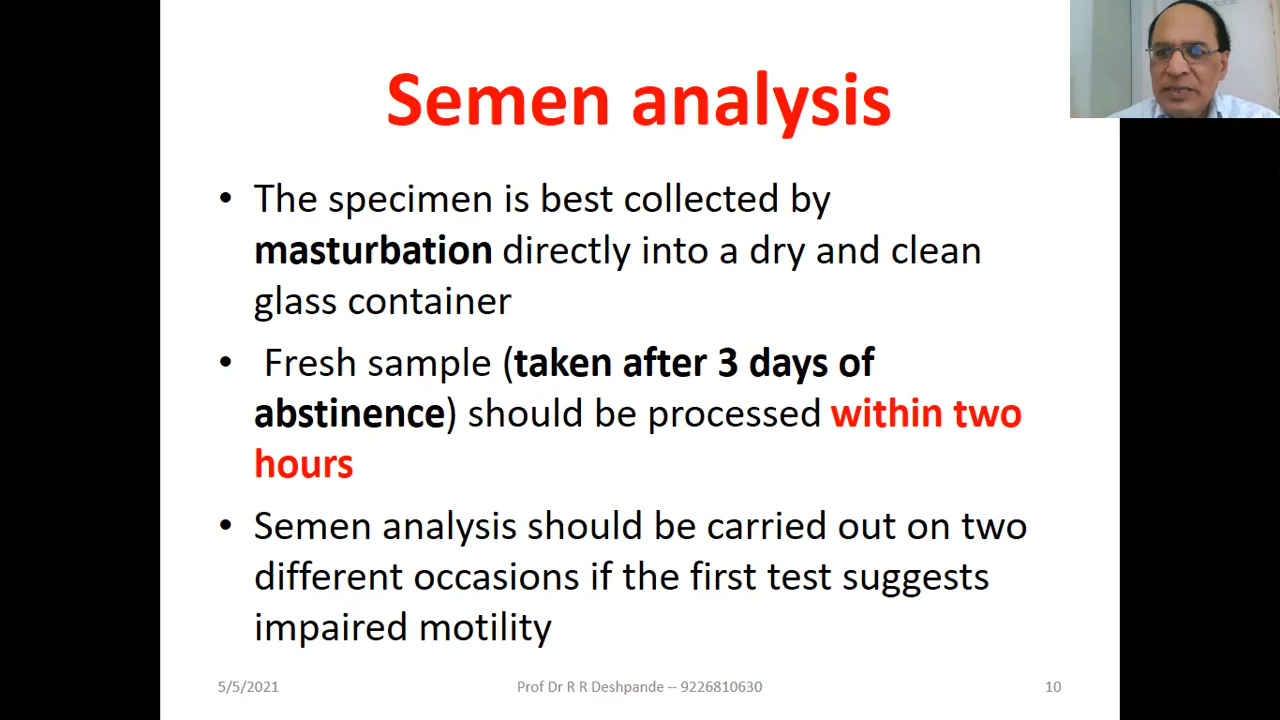 Semen analysis
• The specimen is best collected by
masturbation directly into a dry and clean
glass container
• Fresh sample (taken after 3 days of
abstinence) should be processed within two
hours
• Semen analysis should be carried out on two
different occasions if the first test suggests
impaired motility
5/5/2021 Prof Dr R R Deshpande -- 9226810630 10